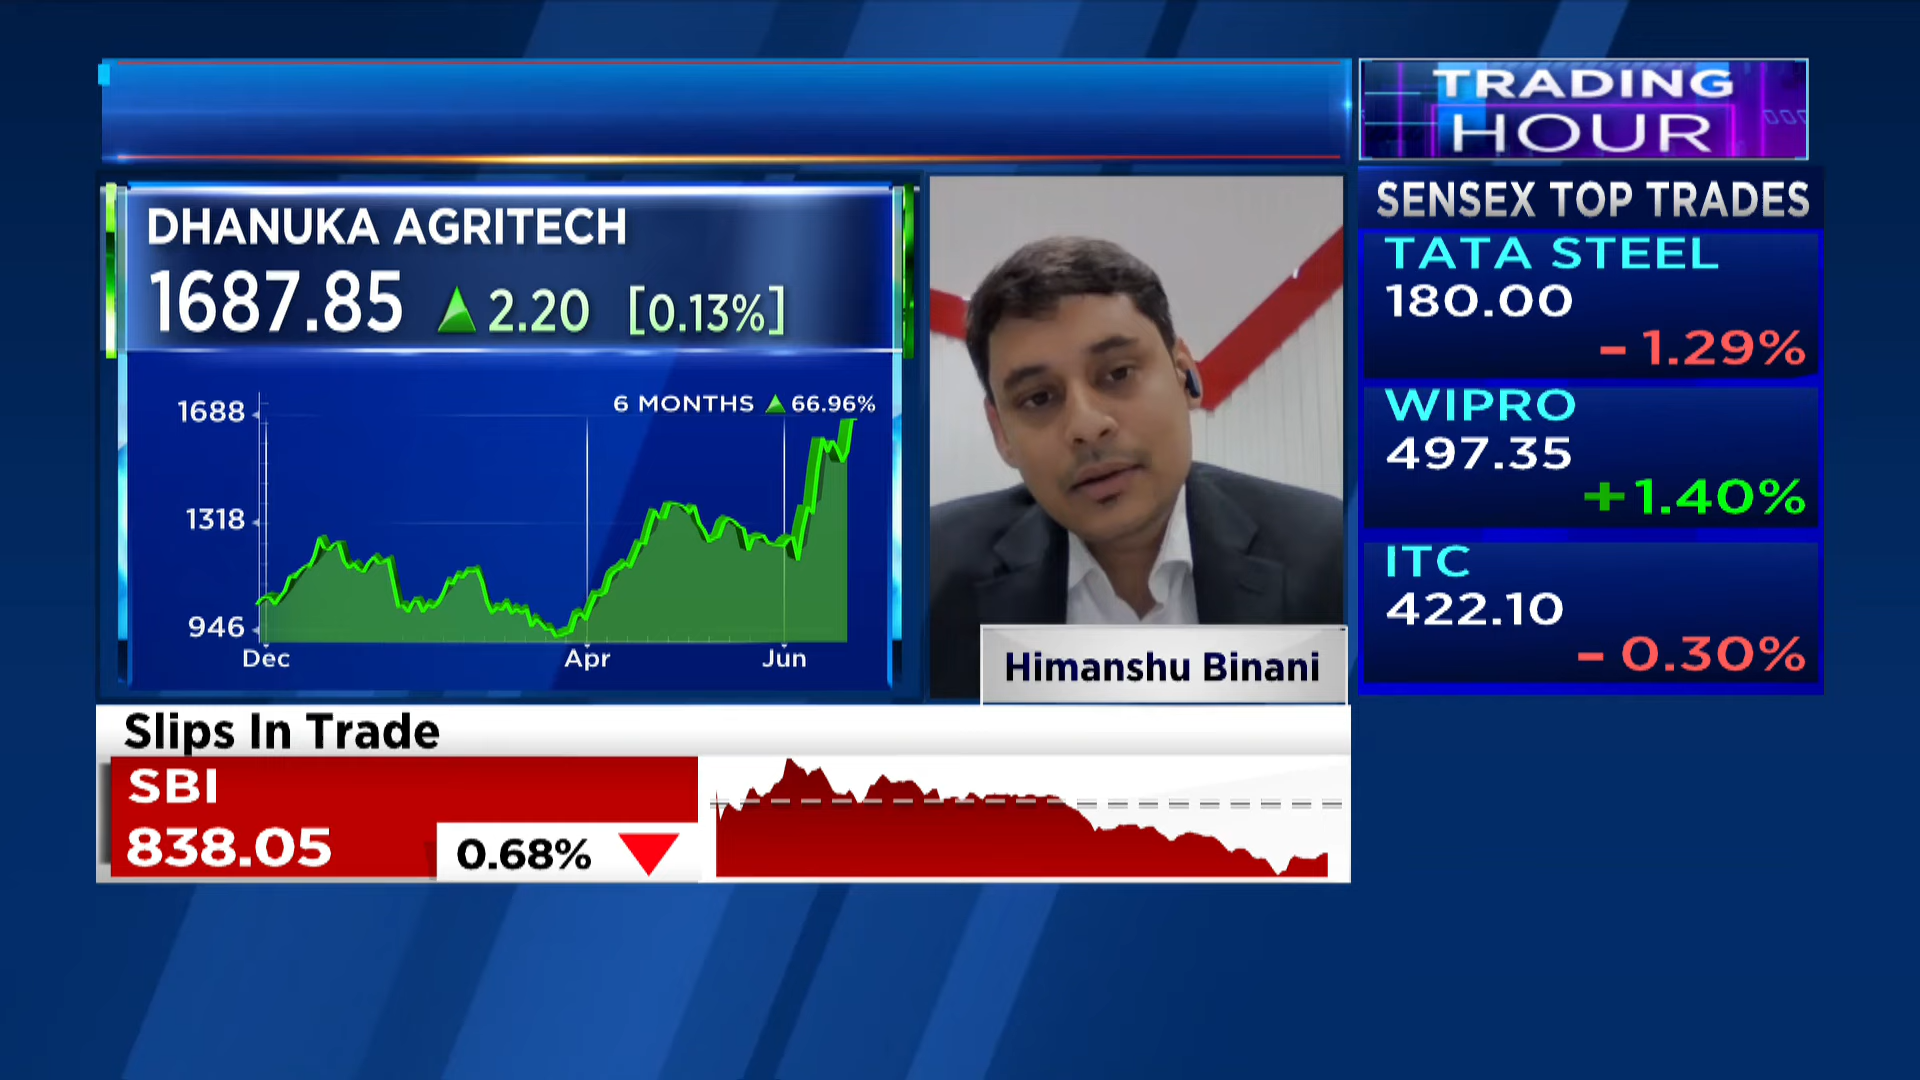 TRADING
HOUR
DHANUKA AGRITECH
1687.85 ▲ 2.20 [0.13%]
6 MONTHS ▲ 66.96%
1688
1318
946
Dec Apr Jun
Himanshu Binani
SENSEX TOP TRADES
TATA STEEL
180.00
- 1.29%
WIPRO
497.35
+1.40%
ITC
422.10
- 0.30%
Slips In Trade
SBI
838.05
0.68% ▼